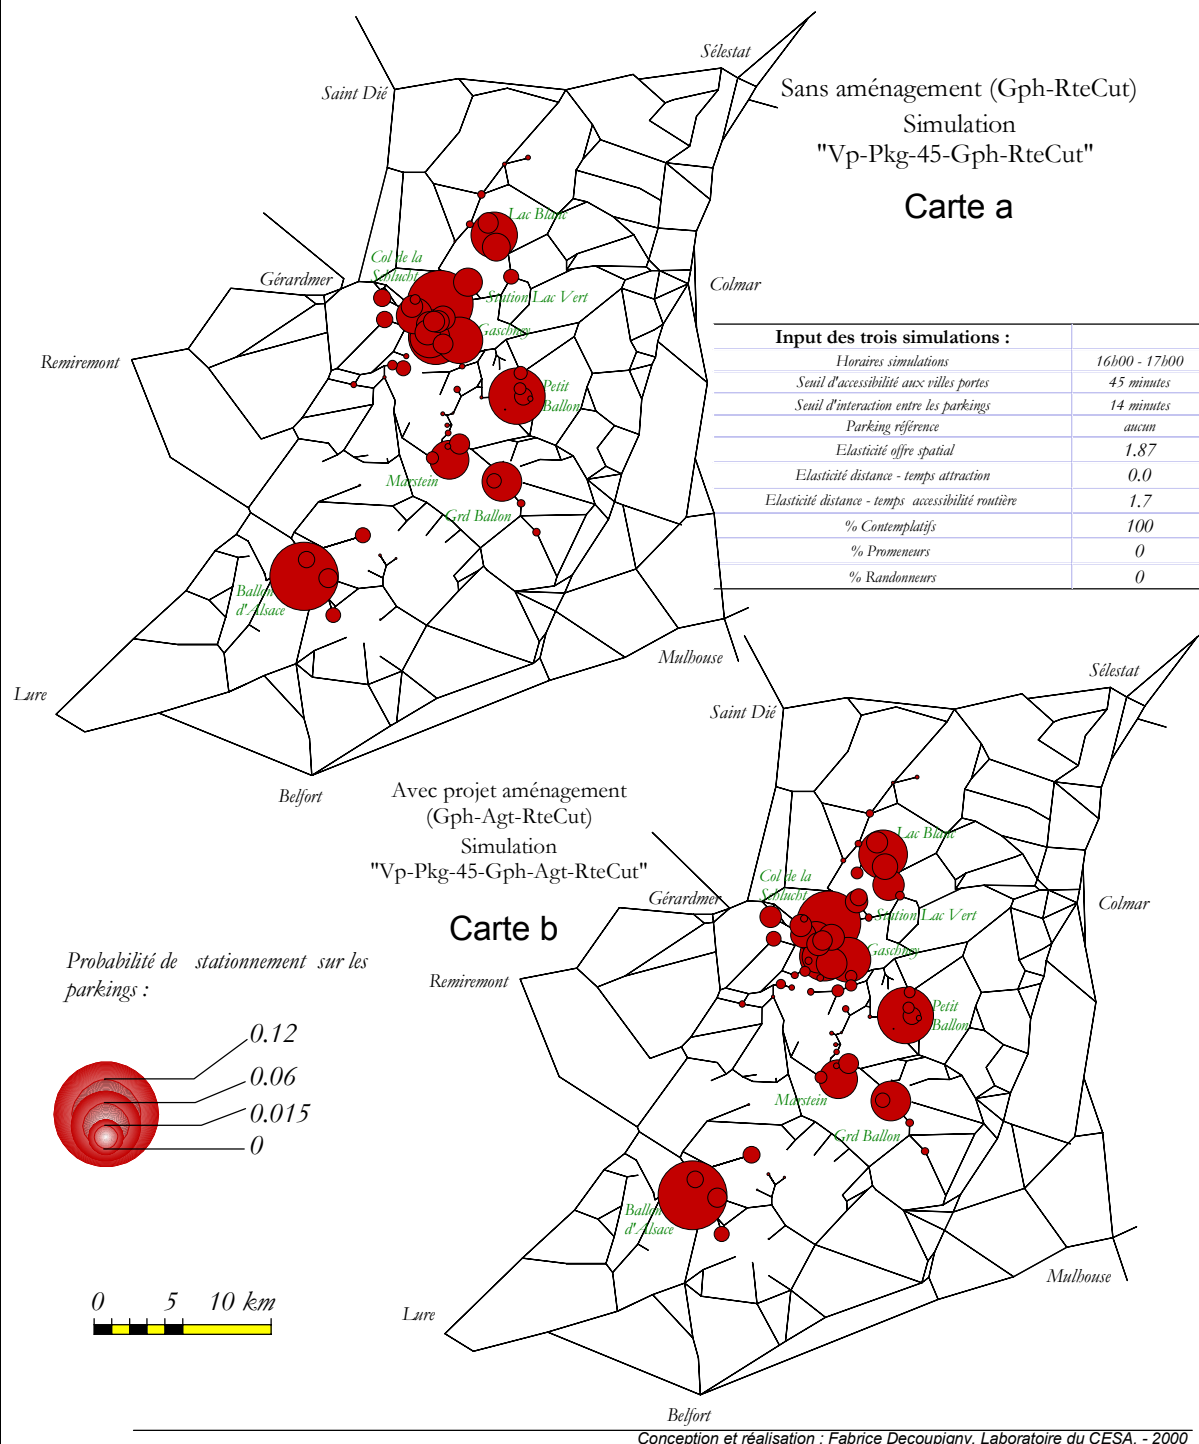 Sélestat
Saint Dié
Sans aménagement (Gph-RteCut)
Simulation
"Vp-Pkg-45-Gph-RteCut"
Carte a
Lac Blanc
Col de la
Schlucht
Gérardmer
Station Lac Vert
Colmar
Gaschney
Remiremont
Petit
Ballon
Marstein
Grd Ballon
Ballon
d'Alsace
Mulhouse
Lure
Belfort
Input des trois simulations :
Horaires simulations 16h00 - 17h00
Seuil d'accessibilité aux villes portes 45 minutes
Seuil d'interaction entre les parkings 14 minutes
Parking référence aucun
Elasticité offre spatial 1.87
Elasticité distance - temps attraction 0.0
Elasticité distance - temps accessibilité routière 1.7
% Contemplatifs 100
% Promeneurs 0
% Randonneurs 0
Avec projet aménagement
(Gph-Agt-RteCut)
Simulation
"Vp-Pkg-45-Gph-Agt-RteCut"
Carte b
Sélestat
Saint Dié
Lac Blanc
Col de la
Schlucht
Gérardmer
Station Lac Vert
Colmar
Gaschney
Remiremont
Petit
Ballon
Marstein
Grd Ballon
Ballon
d'Alsace
Mulhouse
Lure
Belfort
Probabilité de stationnement sur les
parkings :
0.12
0.06
0.015
0
0 5 10 km
Conception et réalisation : Fabrice Decoupigny, Laboratoire du CESA, - 2000